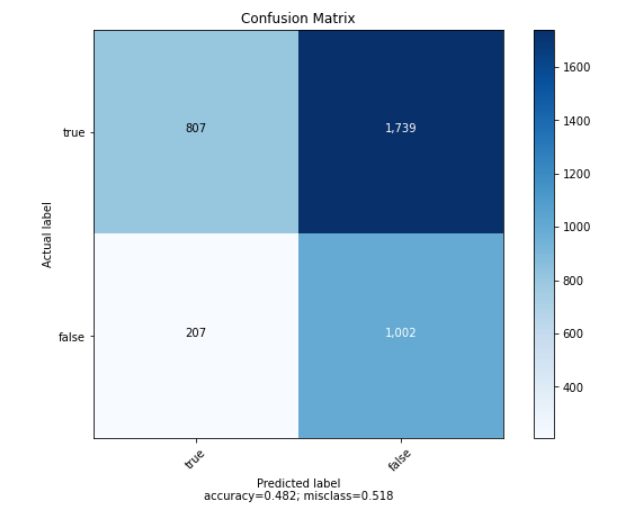 Confusion Matrix
true
807
1,739
false
207
1,002
Actual label
true
false
Predicted label
accuracy=0.482; misclass=0.518
1600
1400
1200
1000
800
600
400